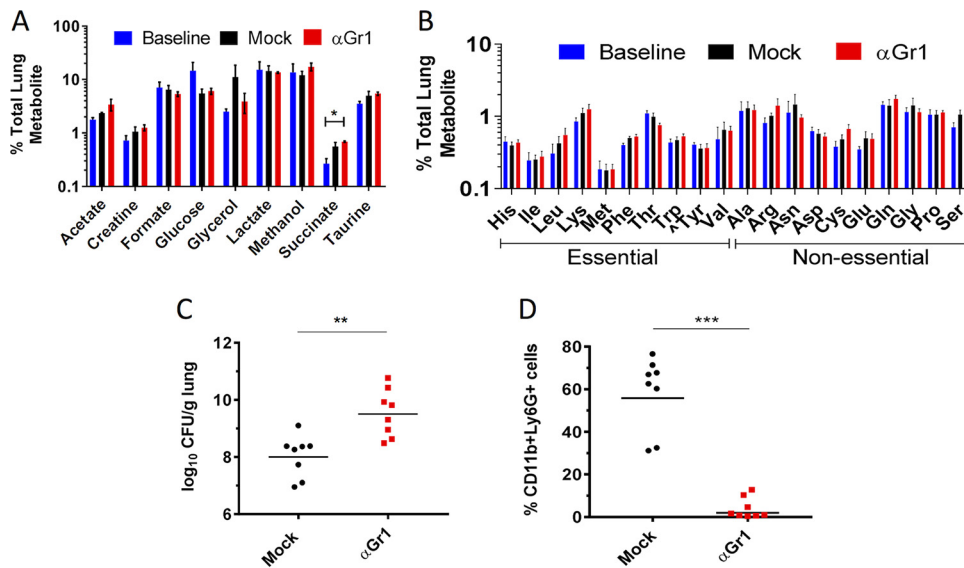 A
% Total Lung
Metabolite
100
10
1
0.1
Baseline
Mock
αGr1
*
Acetate
Creatine
Formate
Glucose
Glycerol
Lactate
Methanol
Succinate
Taurine
B
% Total Lung
Metabolite
10
1
0.1
Baseline
Mock
αGr1
His
Ile
Leu
Lys
Met
Phe
Thr
Trp
^Tyr
Val
Ala
Arg
Asn
Asp
Cys
Glu
Gln
Gly
Pro
Ser
Essential
Non-essential
C
**
log10 CFU/g lung
12
10
8
6
Mock
αGr1
D
***
% CD11b+Ly6G+ cells
80
60
40
20
0
Mock
αGr1